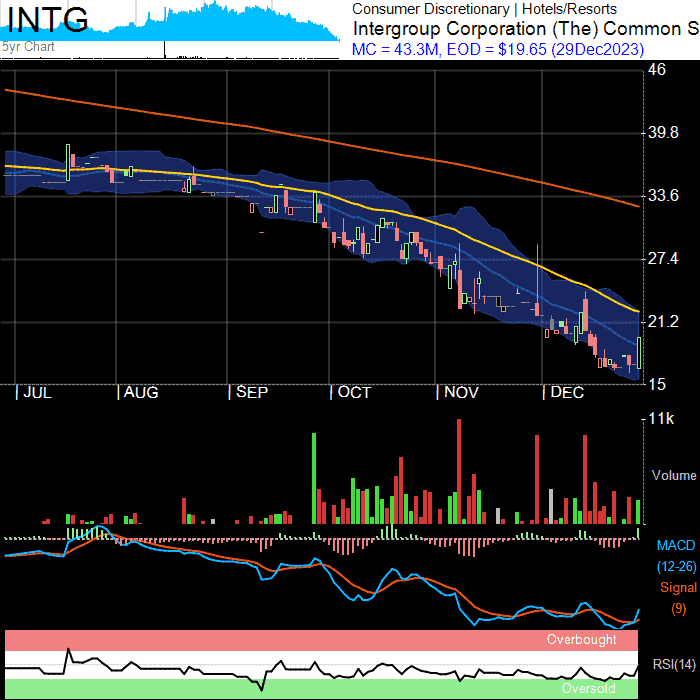 INTG
5yr Chart
Consumer Discretionary | Hotels/Resorts
Intergroup Corporation (The) Common S
MC = 43.3M, EOD = $19.65 (29Dec2023)
46
39.8
33.6
27.4
21.2
15
JUL AUG SEP OCT NOV DEC
11k
Volume
MACD
(12-26)
Signal
(9)
Overbought
RSI(14)
Oversold